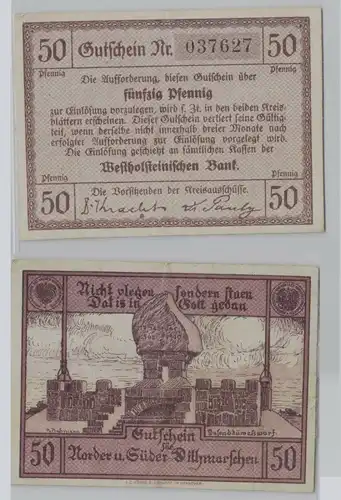 50 Gutschein Nr. 037627 50
Pfennig Pfennig
Die Aufforderung, diesen Gutschein über
fünfzig Pfennig
zur Einlösung vorzulegen, wird s. Zt. in den beiden Kreis-
blättern erscheinen. Dieser Gutschein verliert seine Gültig-
keit, wenn derselbe nicht innerhalb dreier Monate nach
erfolgter Aufforderung zur Einlösung vorgelegt wird.
Die Einlösung geschieht an sämtlichen Kassen der
Westholsteinischen Bank.
Pfennig Pfennig
Die Vorsitzenden der Kreisausschüsse.
50 50
Nicht vlegen sondern staen
Dat is in Gott gedan
Dusenddüwelswarf.
Gutschein
für
50 Norder u. Süder Dithmarschen 50